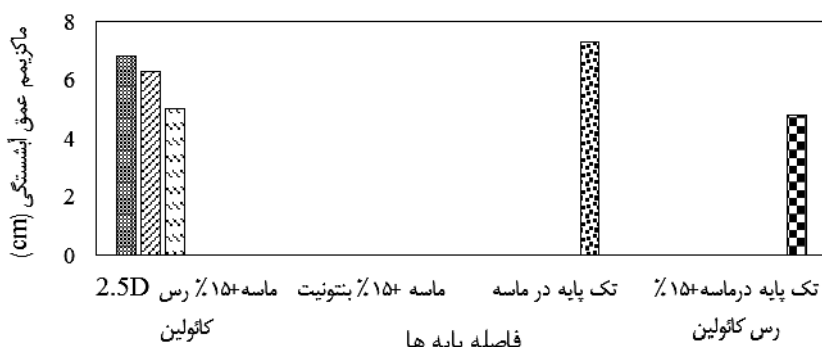 ماکزیمم عمق آبشستگی (cm)
8
6
4
2
0
2.5D ماسه+۱۵٪ رس کائولین
ماسه +۱۵٪ بنتونیت
تک پایه در ماسه
تک پایه درماسه+۱۵٪
رس کائولین
فاصله پایه ها